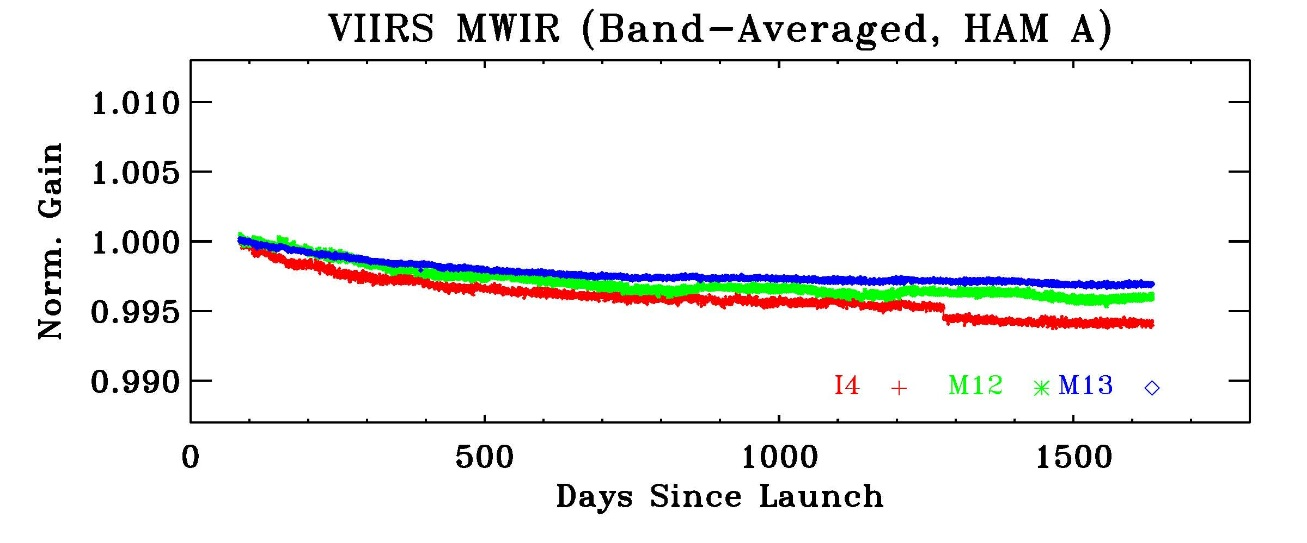 VIIRS MWIR (Band-Averaged, HAM A)
1.010
1.005
1.000
0.995
0.990
Norm. Gain
I4 M12 M13
0 500 1000 1500
Days Since Launch